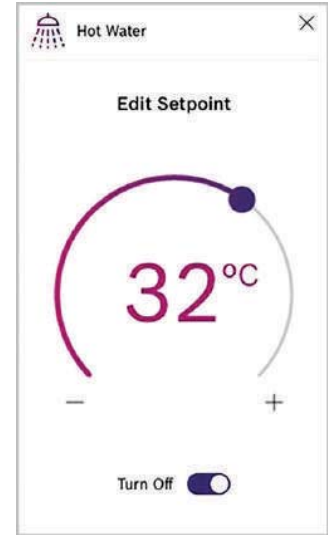 Hot Water
Edit Setpoint
32°C
− +
Turn Off